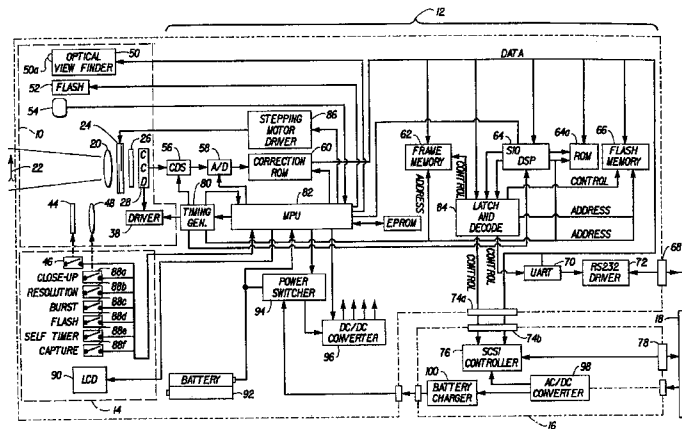 12
DATA
50a
OPTICAL
VIEW FINDER
50
52
FLASH
54
10
24
26
20
22
C
C
D
28
56
CDS
58
A/D
STEPPING
MOTOR
DRIVER
86
60
CORRECTION
ROM
62
FRAME
MEMORY
64
SIO
DSP
64a
ROM
66
FLASH
MEMORY
CONTROL
CONTROL
ADDRESS
44
48
38
DRIVER
80
TIMING
GEN.
82
MPU
EPROM
84
LATCH
AND
DECODE
ADDRESS
ADDRESS
46
CLOSE-UP
88a
RESOLUTION
88b
BURST
88c
FLASH
88d
SELF TIMER
88e
CAPTURE
88f
90
LCD
14
94
POWER
SWITCHER
DC/DC
CONVERTER
96
BATTERY
92
CONTROL
CONTROL
UART
70
RS232
DRIVER
72
68
74a
74b
18
76
SCSI
CONTROLLER
78
100
BATTERY
CHARGER
AC/DC
CONVERTER
98
16